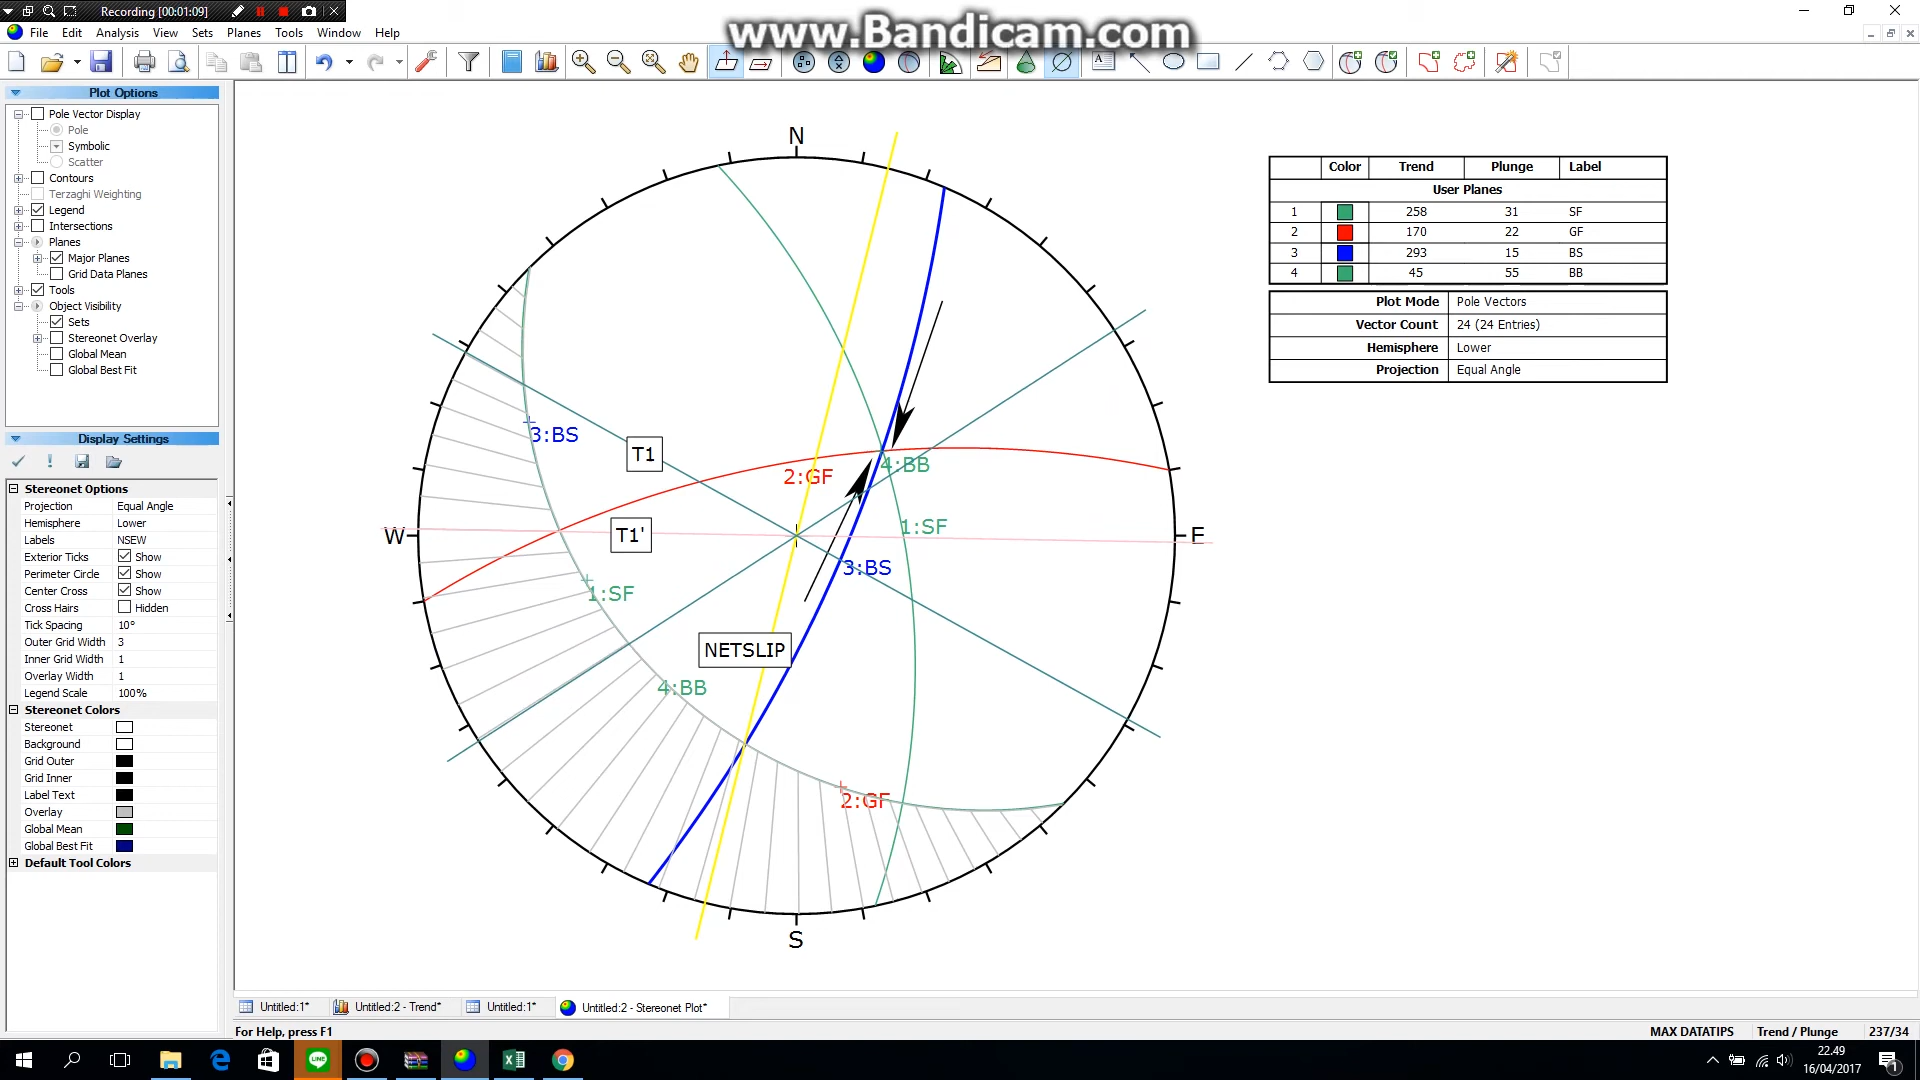 Recording [00:01:09]
www.Bandicam.com
File Edit Analysis View Sets Planes Tools Window Help
Plot Options
Pole Vector Display
Pole
Symbolic
Scatter
Contours
Terzaghi Weighting
Legend
Intersections
Planes
Major Planes
Grid Data Planes
Tools
Object Visibility
Sets
Stereonet Overlay
Global Mean
Global Best Fit
Display Settings
Stereonet Options
Projection Equal Angle
Hemisphere Lower
Labels NSEW
Exterior Ticks Show
Perimeter Circle Show
Center Cross Show
Cross Hairs Hidden
Tick Spacing 10°
Outer Grid Width 3
Inner Grid Width 1
Overlay Width 1
Legend Scale 100%
Stereonet Colors
Stereonet
Background
Grid Outer
Grid Inner
Label Text
Overlay
Global Mean
Global Best Fit
Default Tool Colors
N
3:BS
T1
2:GF
4:BB
W
T1'
1:SF
E
3:BS
1:SF
NETSLIP
4:BB
2:GF
S
Color Trend Plunge Label
User Planes
1 258 31 SF
2 170 22 GF
3 293 15 BS
4 45 55 BB
Plot Mode Pole Vectors
Vector Count 24 (24 Entries)
Hemisphere Lower
Projection Equal Angle
Untitled:1* Untitled:2 - Trend* Untitled:1* Untitled:2 - Stereonet Plot*
For Help, press F1 MAX DATATIPS Trend / Plunge 237/34
LINE
22.49
16/04/2017
1